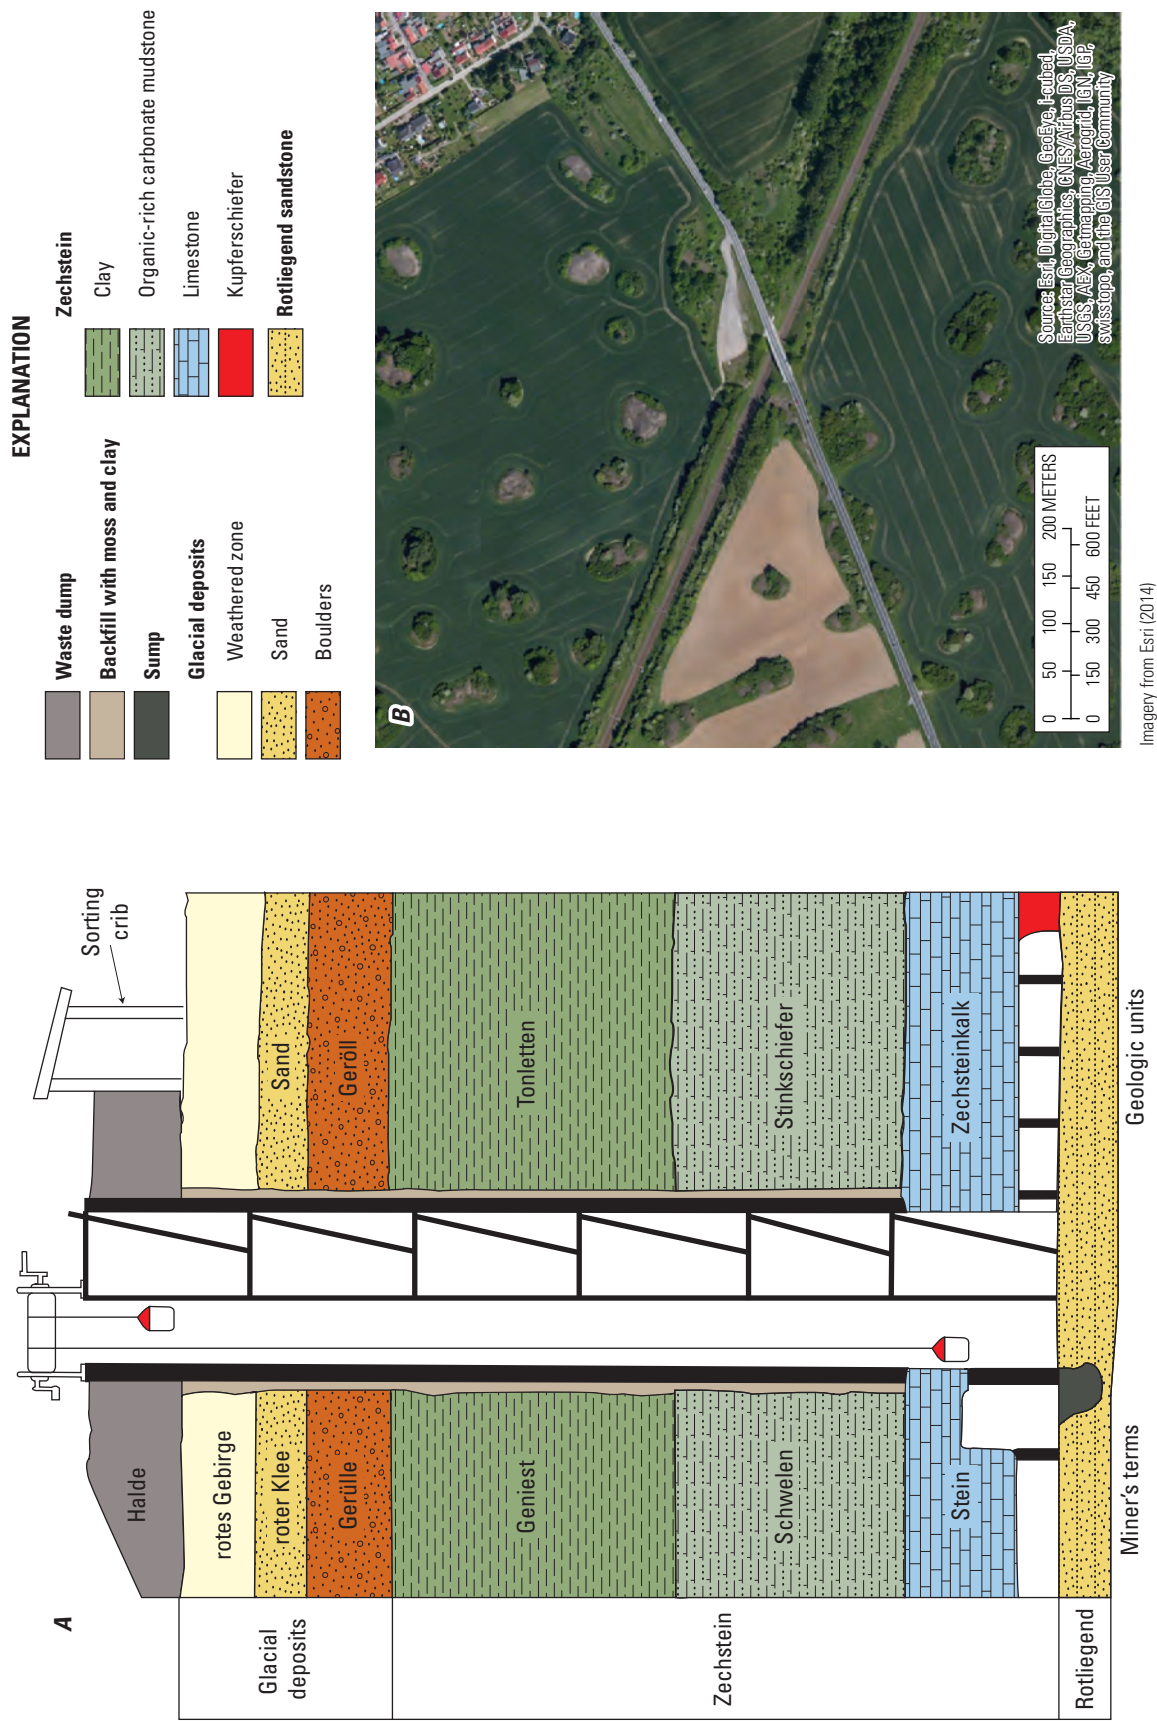 A
Sorting
crib
Halde
rotes Gebirge
roter Klee
Gerülle
Geniest
Schwelen
Stein
Sand
Geröll
Tonletten
Stinkschiefer
Zechsteinkalk
Glacial
deposits
Zechstein
Rotliegend
Miner’s terms
Geologic units
EXPLANATION
Waste dump
Backfill with moss and clay
Sump
Glacial deposits
Weathered zone
Sand
Boulders
Zechstein
Clay
Organic-rich carbonate mudstone
Limestone
Kupferschiefer
Rotliegend sandstone
B
0 50 100 150 200 METERS
0 150 300 450 600 FEET
Source: Esri, DigitalGlobe, GeoEye, i-cubed,
Earthstar Geographics, CNES/Airbus DS, USDA,
USGS, AEX, Getmapping, Aerogrid, IGN, IGP,
swisstopo, and the GIS User Community
Imagery from Esri (2014)